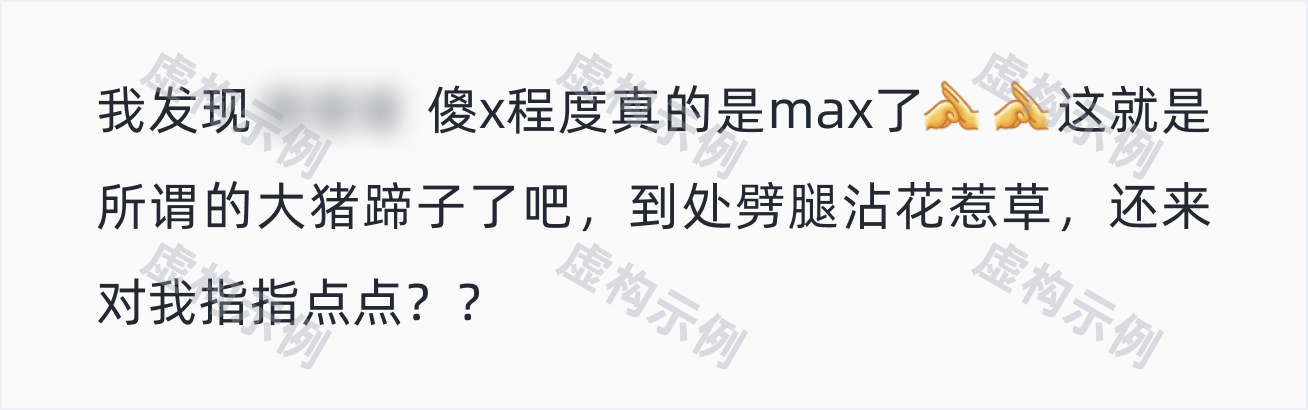 我发现 傻x程度真的是max了🫴🫴这就是
所谓的大猪蹄子了吧，到处劈腿沾花惹草，还来
对我指指点点？？
虚构示例
虚构示例
虚构示例
虚构示例
虚构示例
虚构示例